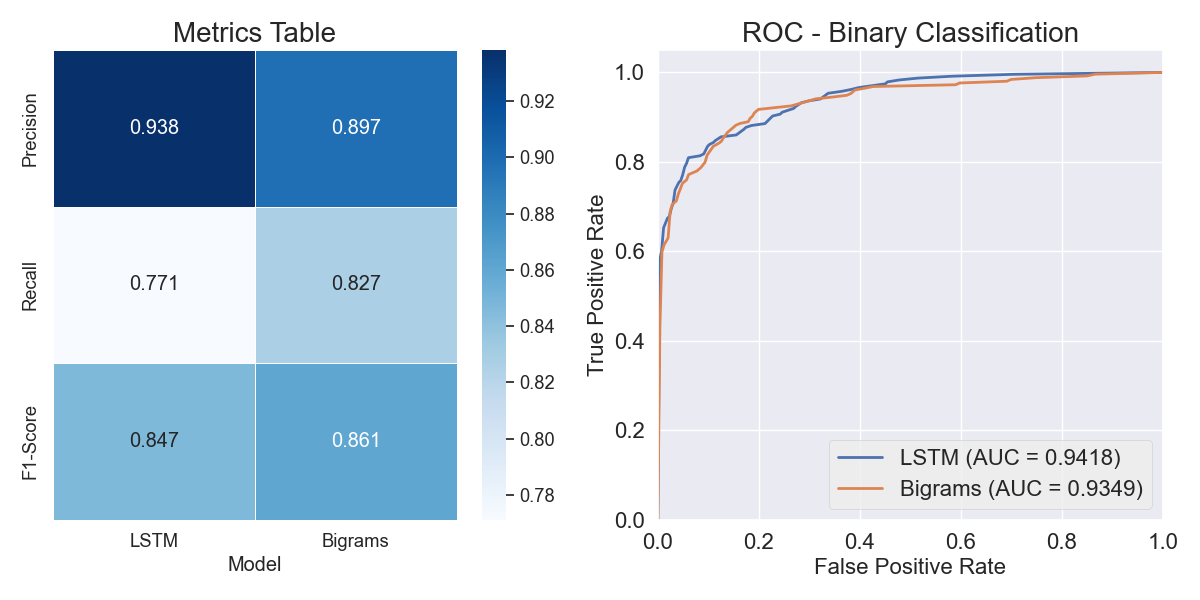 Metrics Table
Precision
Recall
F1-Score
0.938
0.897
0.771
0.827
0.847
0.861
LSTM
Bigrams
Model
0.92
0.90
0.88
0.86
0.84
0.82
0.80
0.78
ROC - Binary Classification
True Positive Rate
1.0
0.8
0.6
0.4
0.2
0.0
LSTM (AUC = 0.9418)
Bigrams (AUC = 0.9349)
0.0
0.2
0.4
0.6
0.8
1.0
False Positive Rate